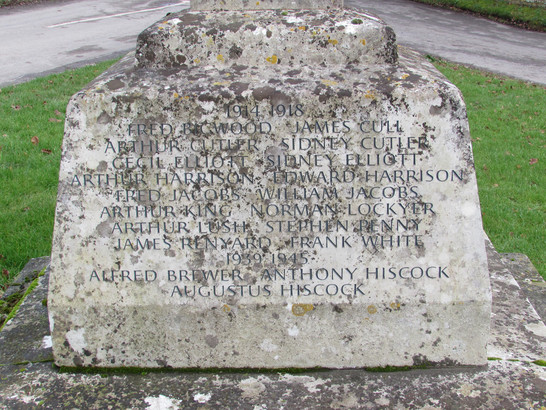 1914 1918
FRED BIGWOOD JAMES CULL
ARTHUR CUTLER SIDNEY CUTLER
CECIL ELLIOTT SIDNEY ELLIOTT
ARTHUR HARRISON EDWARD HARRISON
FRED JACOBS WILLIAM JACOBS
ARTHUR KING NORMAN LOCKYER
ARTHUR LUSH STEPHEN PENNY
JAMES RENYARD FRANK WHITE
1939 1945
ALFRED BREWER ANTHONY HISCOCK
AUGUSTUS HISCOCK